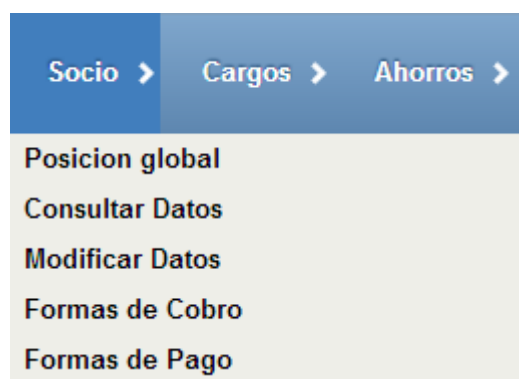 Socio Cargos Ahorros
Posicion global
Consultar Datos
Modificar Datos
Formas de Cobro
Formas de Pago